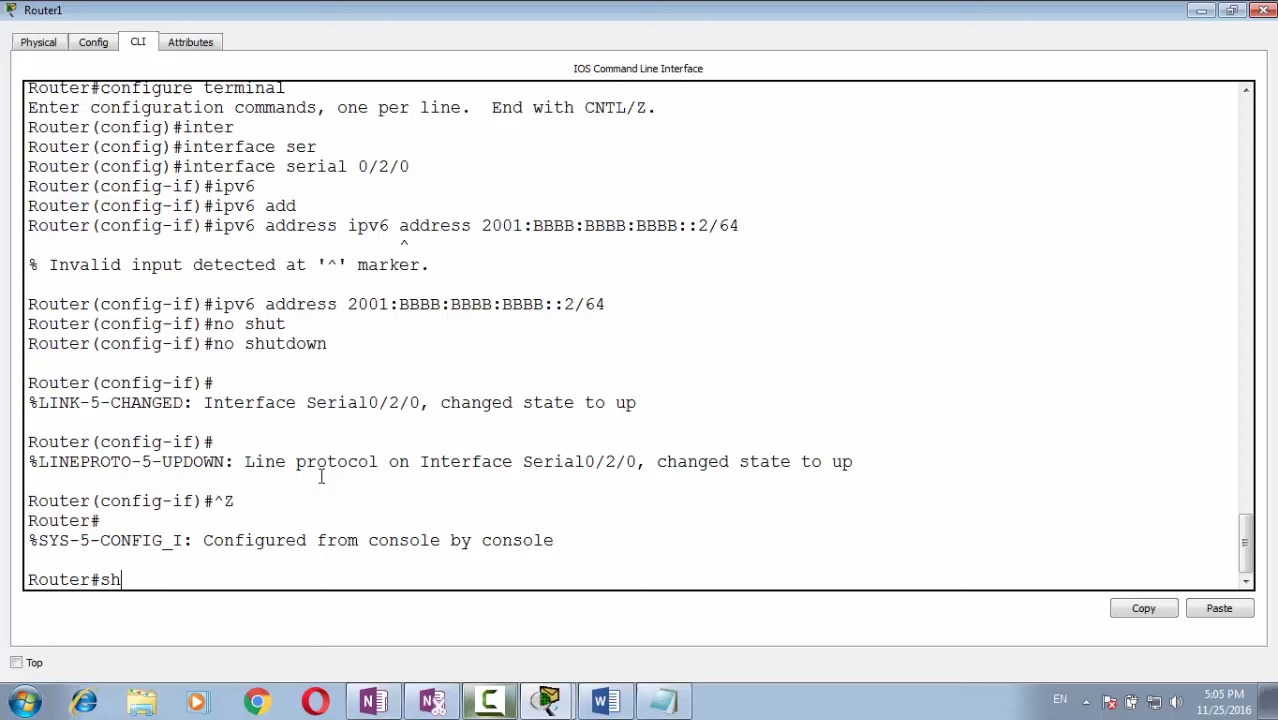 Router1
Physical
Config
CLI
Attributes
IOS Command Line Interface
Router#configure terminal
Enter configuration commands, one per line.  End with CNTL/Z.
Router(config)#inter
Router(config)#interface ser
Router(config)#interface serial 0/2/0
Router(config-if)#ipv6
Router(config-if)#ipv6 add
Router(config-if)#ipv6 address ipv6 address 2001:BBBB:BBBB:BBBB::2/64
^
% Invalid input detected at '^' marker.
Router(config-if)#ipv6 address 2001:BBBB:BBBB:BBBB::2/64
Router(config-if)#no shut
Router(config-if)#no shutdown
Router(config-if)#
%LINK-5-CHANGED: Interface Serial0/2/0, changed state to up
Router(config-if)#
%LINEPROTO-5-UPDOWN: Line protocol on Interface Serial0/2/0, changed state to up
Router(config-if)#^Z
Router#
%SYS-5-CONFIG_I: Configured from console by console
Router#sh
Copy
Paste
Top
EN
5:05 PM
11/25/2016